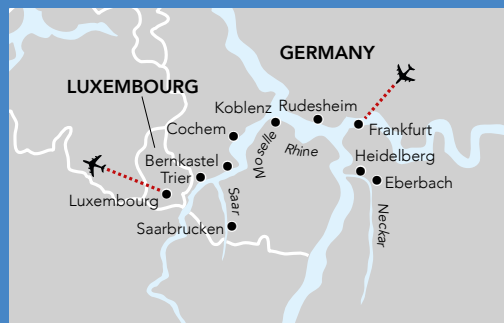 GERMANY
LUXEMBOURG
Koblenz
Rudesheim
Cochem
Frankfurt
Moselle
Rhine
Bernkastel
Heidelberg
Trier
Eberbach
Luxembourg
Saar
Neckar
Saarbrucken